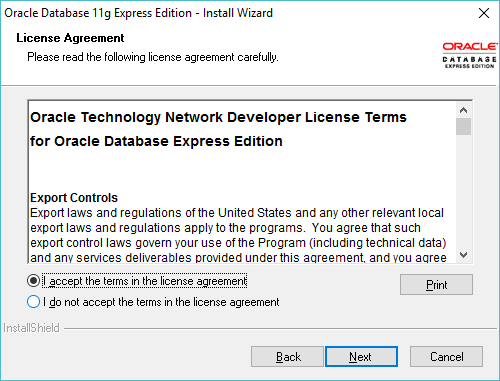 Oracle Database 11g Express Edition - Install Wizard
License Agreement
Please read the following license agreement carefully.
ORACLE
DATABASE
EXPRESS EDITION
Oracle Technology Network Developer License Terms
for Oracle Database Express Edition
Export Controls
Export laws and regulations of the United States and any other relevant local
export laws and regulations apply to the programs. You agree that such
export control laws govern your use of the Program (including technical data)
and any services deliverables provided under this agreement, and you agree
I accept the terms in the license agreement
I do not accept the terms in the license agreement
Print
InstallShield
Back
Next
Cancel